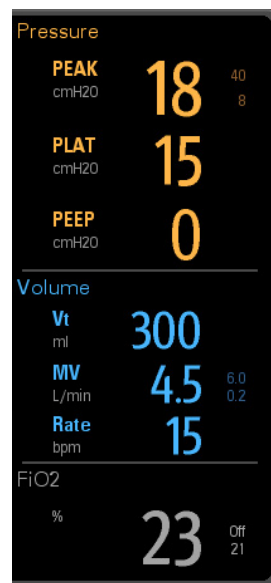 Pressure
PEAK 18 40
cmH20 8
PLAT 15
cmH20
PEEP 0
cmH20
Volume
Vt 300
ml
MV 4.5 6.0
L/min 0.2
Rate 15
bpm
FiO2
% 23 Off
21